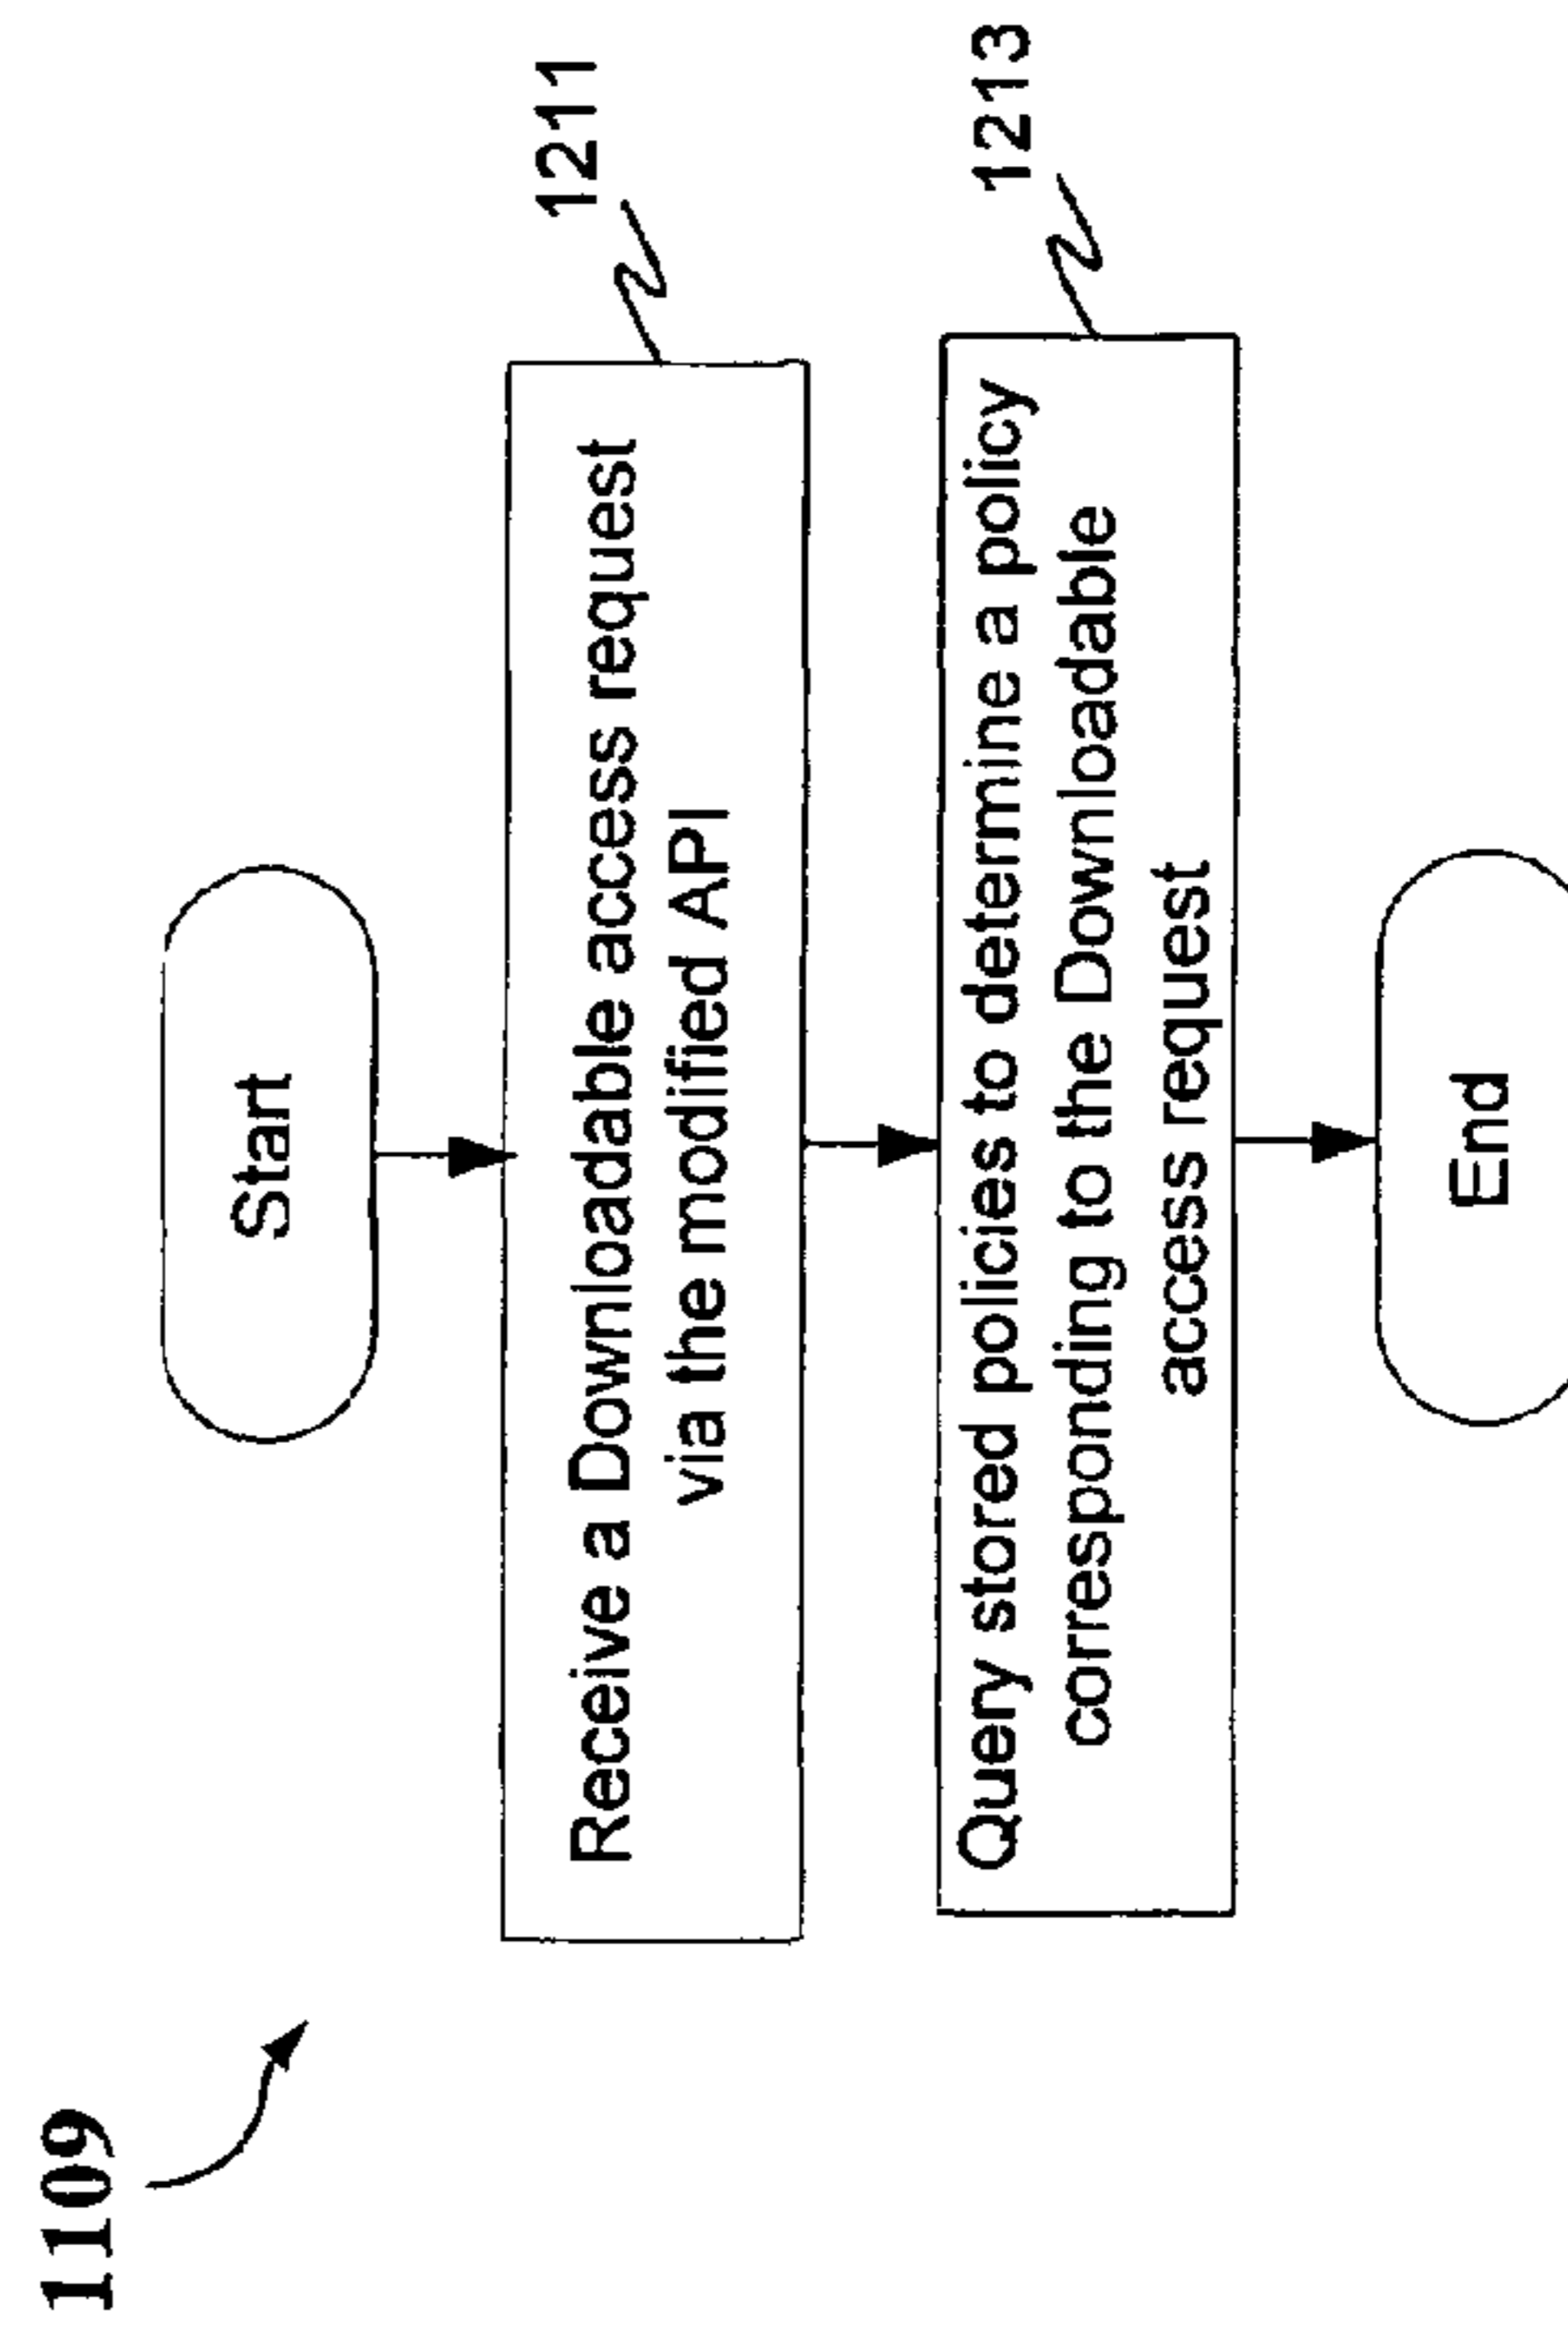 1109
Start
Receive a Downloadable access request
via the modified API
1211
Query stored policies to determine a policy
corresponding to the Downloadable
access request
1213
End